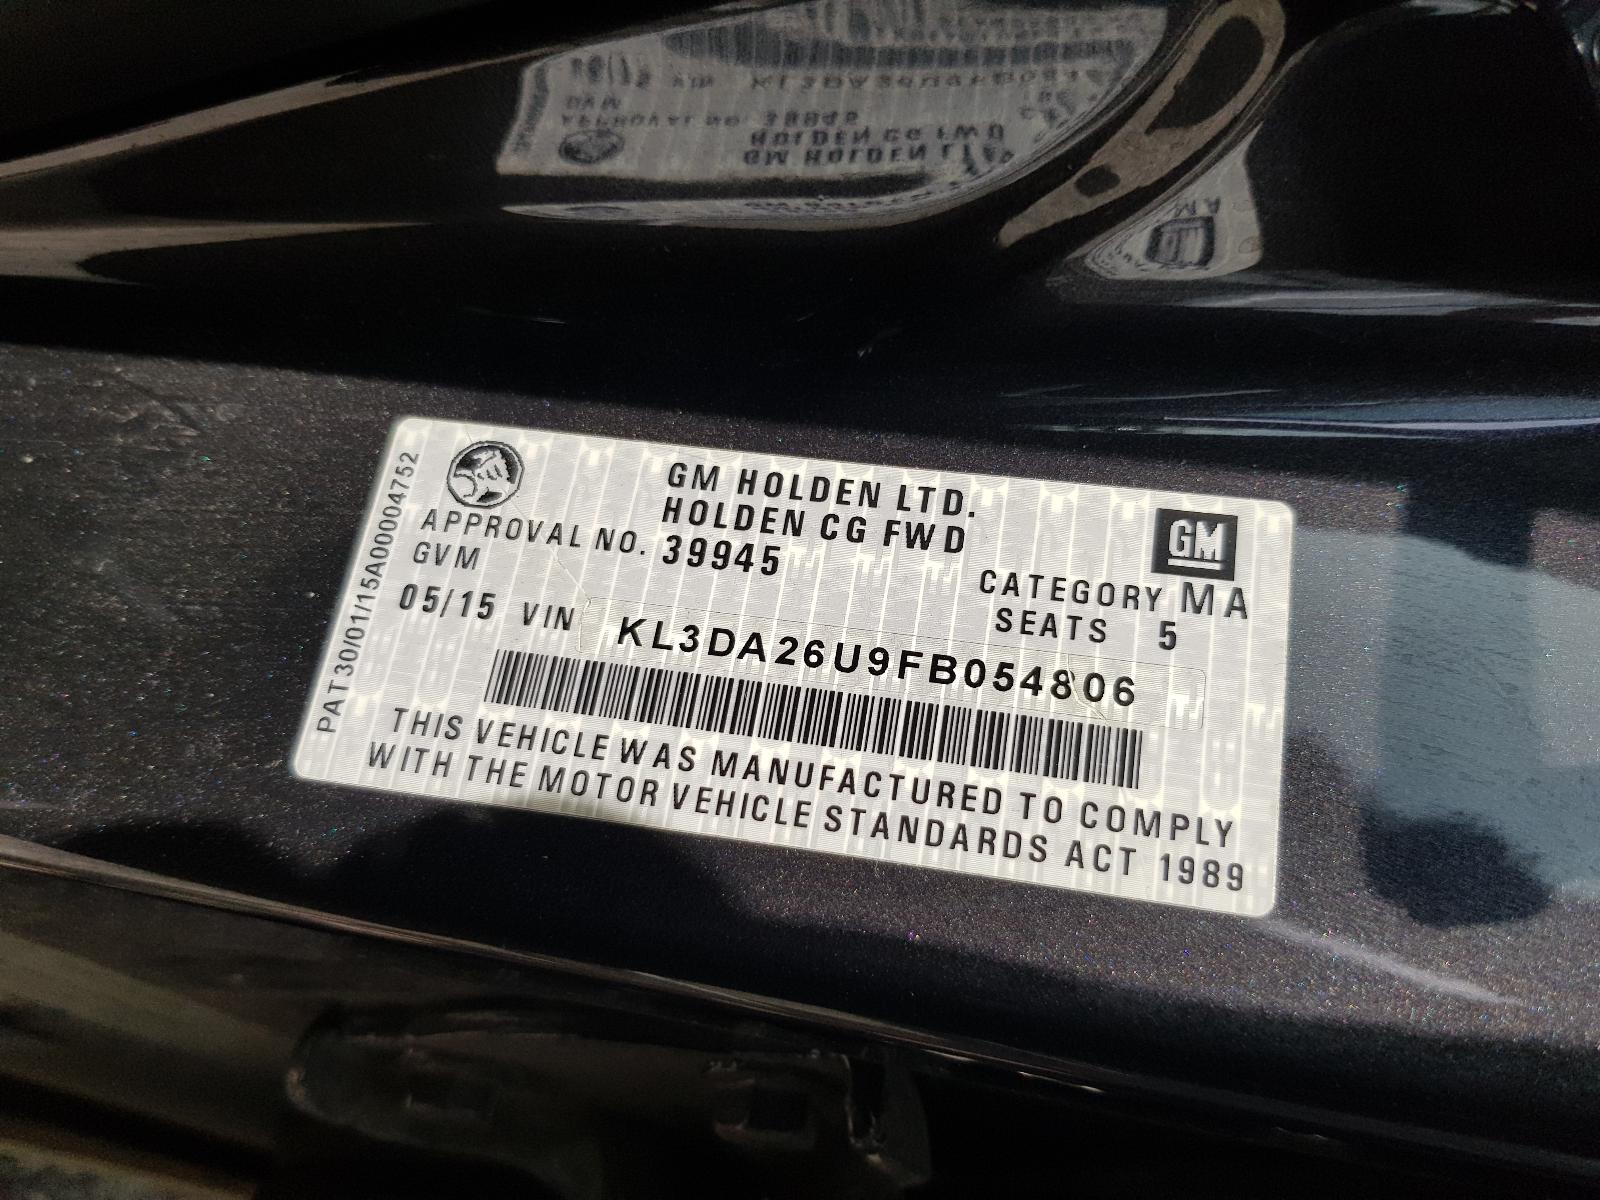 GM HOLDEN LTD.
HOLDEN CG FWD
GM
APPROVAL NO. 39945
GVM
CATEGORY MA
SEATS 5
05/15 VIN KL3DA26U9FB054806
THIS VEHICLE WAS MANUFACTURED TO COMPLY
WITH THE MOTOR VEHICLE STANDARDS ACT 1989
PAT30/01/15A00004752